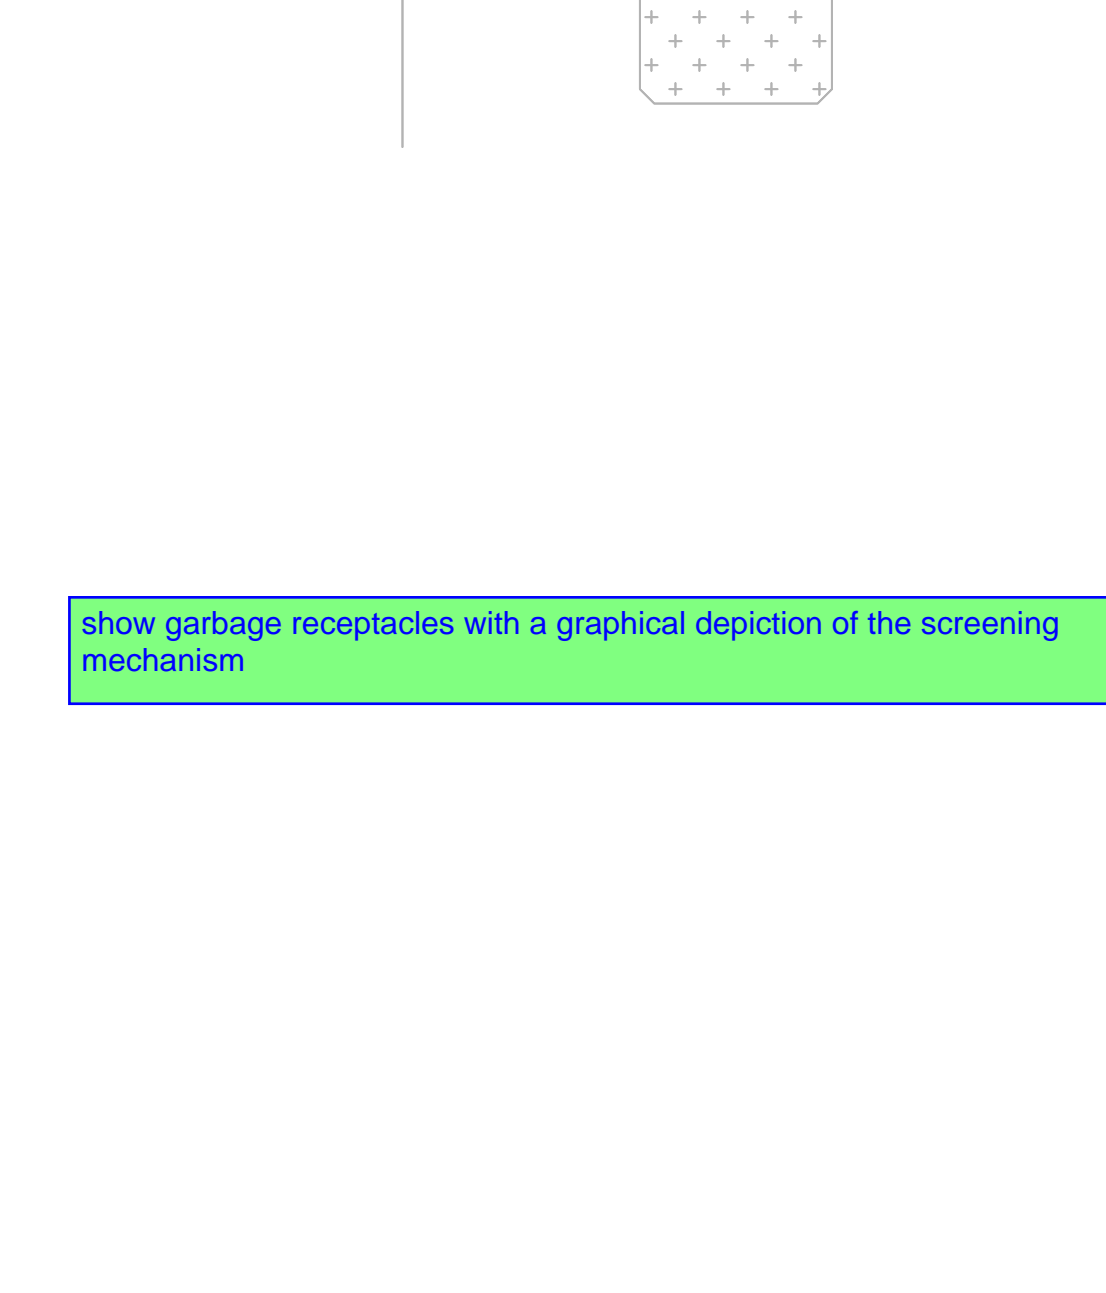 show garbage receptacles with a graphical depiction of the screening
mechanism